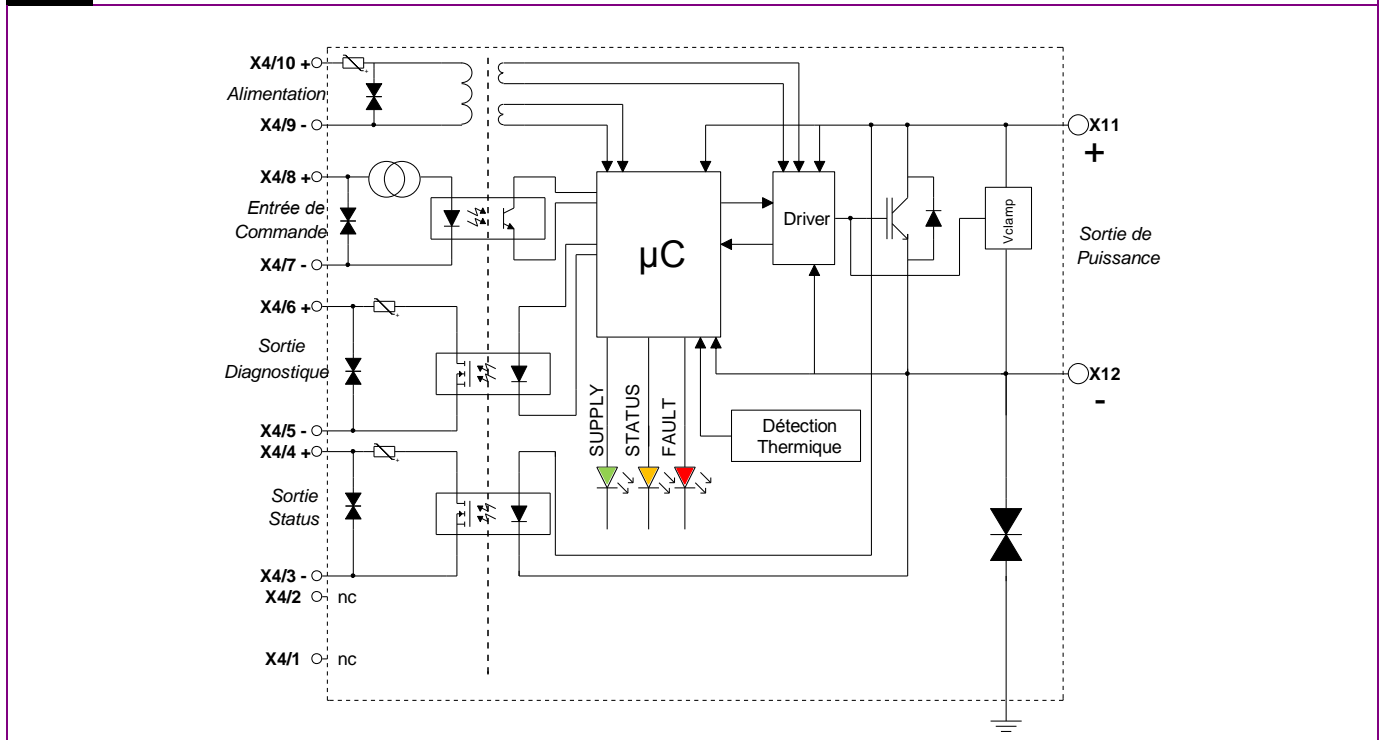 X4/10 +
Alimentation
X4/9 -
X4/8 +
Entrée de
Commande
X4/7 -
X4/6 +
Sortie
Diagnostique
X4/5 -
X4/4 +
Sortie
Status
X4/3 -
X4/2 nc
X4/1 nc
µC
Driver
Vclamp
X11
+
Sortie de
Puissance
X12
-
SUPPLY
STATUS
FAULT
Détection
Thermique